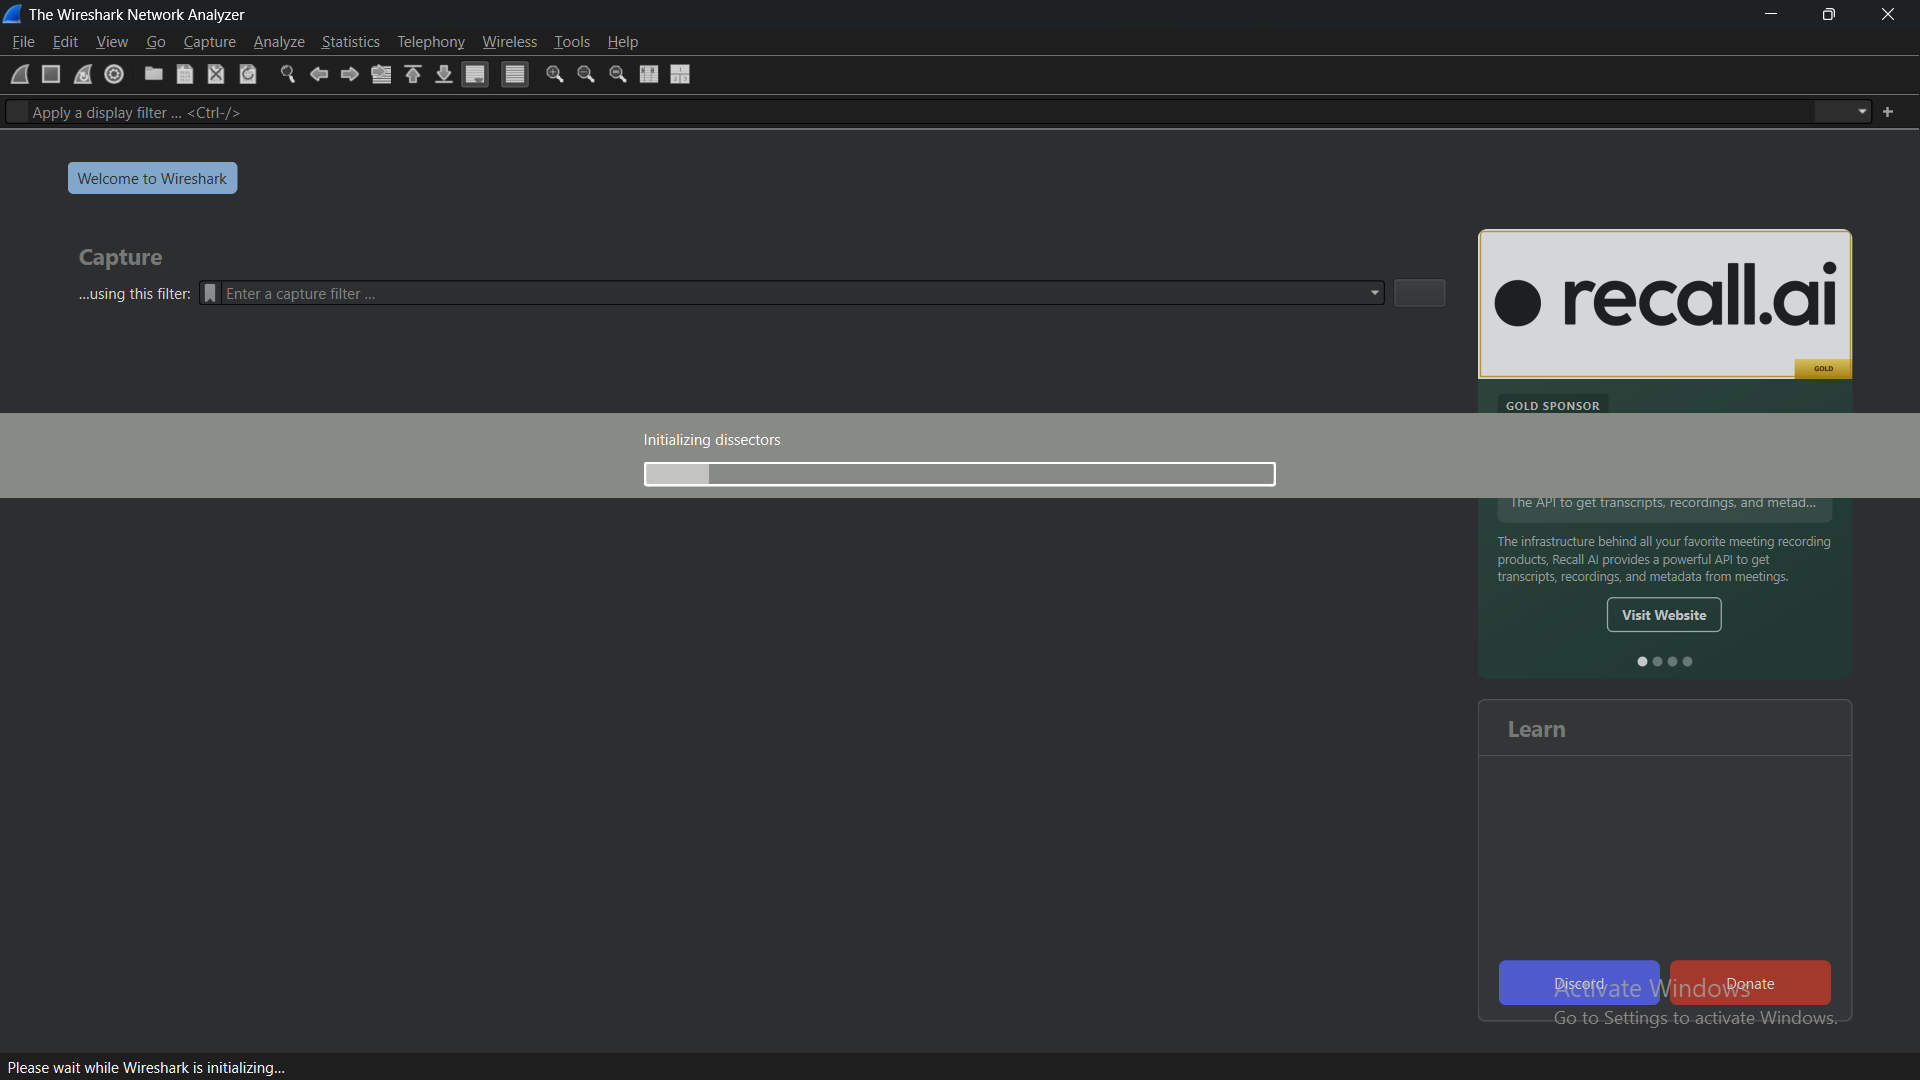 The Wireshark Network Analyzer
File Edit View Go Capture Analyze Statistics Telephony Wireless Tools Help
Apply a display filter ... <Ctrl-/>
Welcome to Wireshark
Capture
...using this filter: Enter a capture filter ...
recall.ai
GOLD
GOLD SPONSOR
Initializing dissectors
The API to get transcripts, recordings, and metad...
The infrastructure behind all your favorite meeting recording
products, Recall AI provides a powerful API to get
transcripts, recordings, and metadata from meetings.
Visit Website
Learn
Discord Donate
Activate Windows
Go to Settings to activate Windows.
Please wait while Wireshark is initializing...